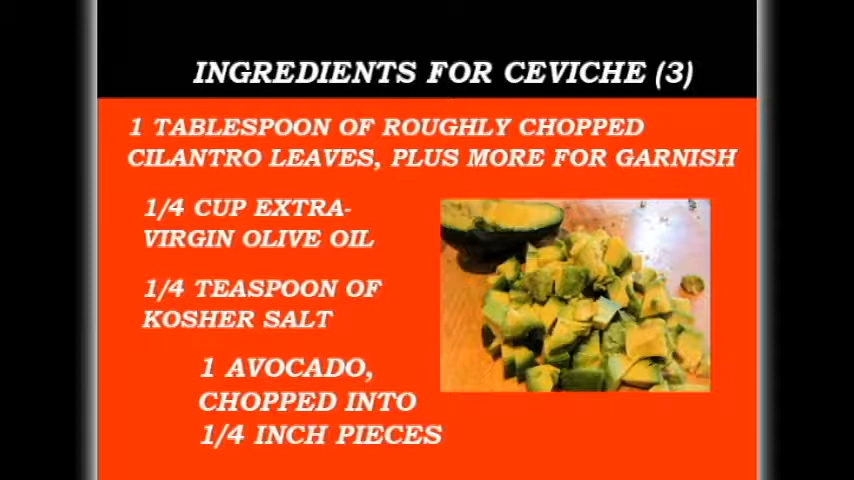 INGREDIENTS FOR CEVICHE (3)
1 TABLESPOON OF ROUGHLY CHOPPED
CILANTRO LEAVES, PLUS MORE FOR GARNISH
1/4 CUP EXTRA-
VIRGIN OLIVE OIL
1/4 TEASPOON OF
KOSHER SALT
1 AVOCADO,
CHOPPED INTO
1/4 INCH PIECES